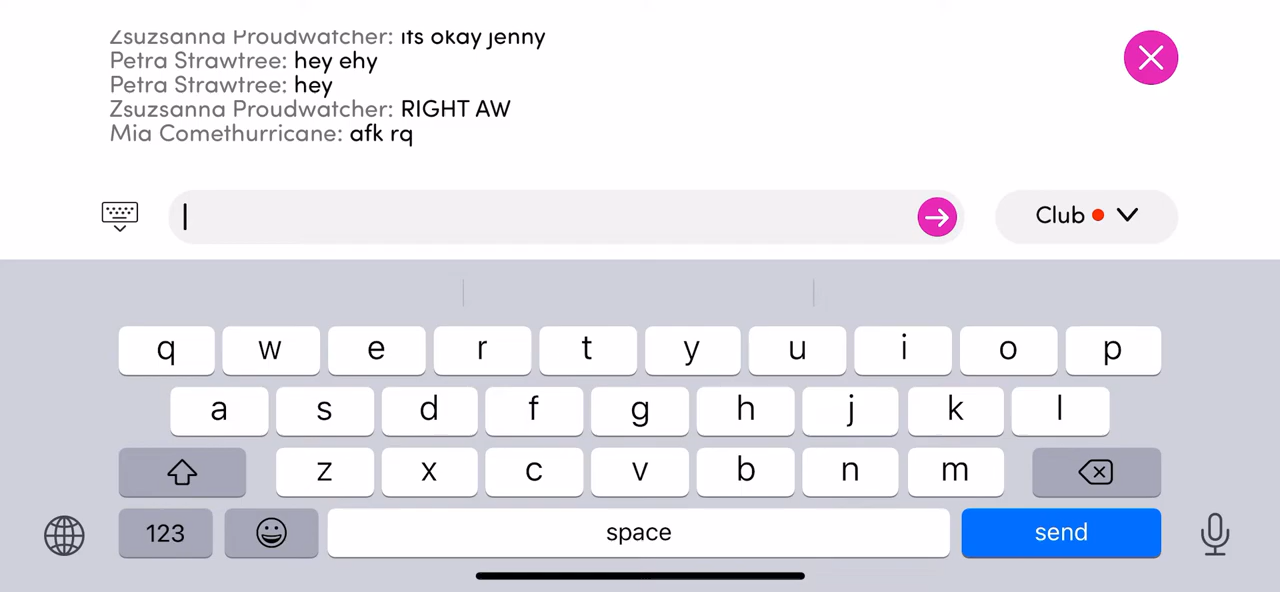 Zsuzsanna Proudwatcher: its okay jenny
Petra Strawtree: hey ehy
Petra Strawtree: hey
Zsuzsanna Proudwatcher: RIGHT AW
Mia Comethurricane: afk rq
Club
q w e r t y u i o p
a s d f g h j k l
z x c v b n m
123 space send